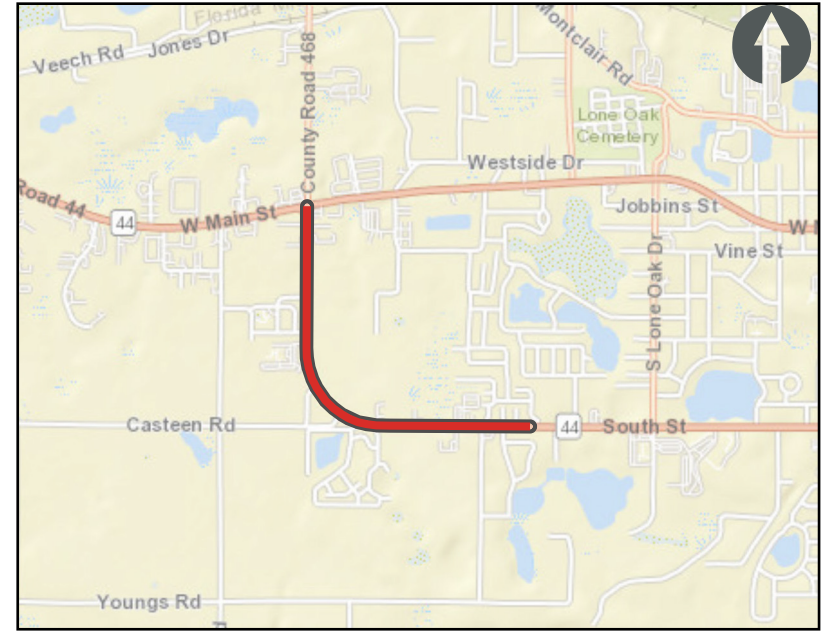 Florida
Veech Rd
Jones Dr
County Road 468
Montclair Rd
Lone Oak
Cemetery
Westside Dr
Road 44
44
W Main St
Jobbins St
W
Vine St
S Lone Oak Dr
Casteen Rd
44
South St
Youngs Rd